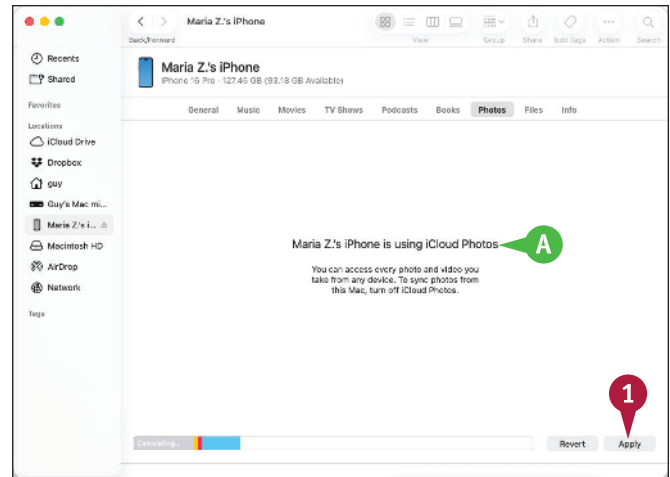 Maria Z.'s iPhone
Back/Forward
View
Group
Share
Edit Tags
Action
Search
Recents
Shared
Favorites
Locations
iCloud Drive
Dropbox
guy
Guy's Mac mi...
Maria Z.'s i...
Macintosh HD
AirDrop
Network
Tags
Maria Z.'s iPhone
iPhone 16 Pro · 127.46 GB (93.18 GB Available)
General Music Movies TV Shows Podcasts Books Photos Files Info
Maria Z.'s iPhone is using iCloud Photos
A
You can access every photo and video you
take from any device. To sync photos from
this Mac, turn off iCloud Photos.
1
Calculating...
Revert
Apply